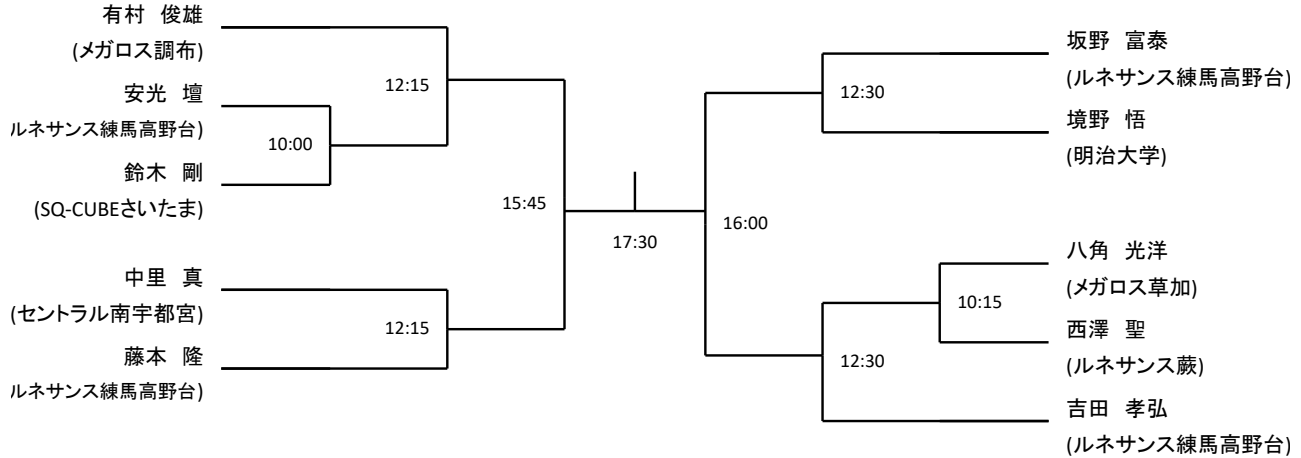 有村 俊雄
(メガロス調布)
12:15
安光 壇
ルネサンス練馬高野台)
10:00
鈴木 剛
(SQ-CUBEさいたま)
15:45
中里 真
(セントラル南宇都宮)
12:15
藤本 隆
ルネサンス練馬高野台)
17:30
坂野 富泰
(ルネサンス練馬高野台)
12:30
境野 悟
(明治大学)
16:00
八角 光洋
(メガロス草加)
10:15
西澤 聖
(ルネサンス蕨)
12:30
吉田 孝弘
(ルネサンス練馬高野台)